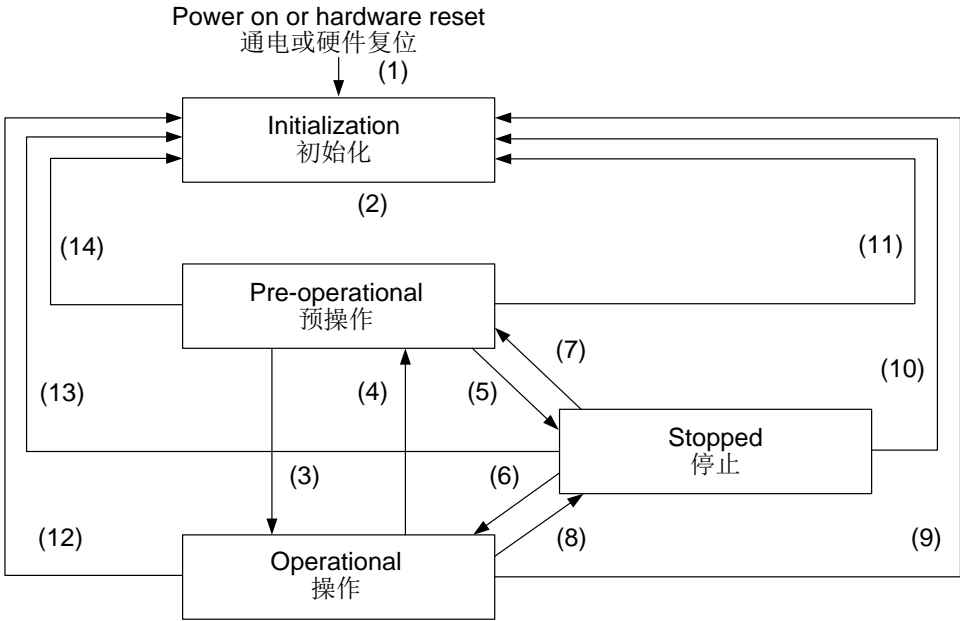 Power on or hardware reset
通电或硬件复位
(1)
Initialization
初始化
(2)
(14)
(11)
Pre-operational
预操作
(7)
(13)
(4)
(5)
(10)
Stopped
停止
(3)
(6)
(12)
(8)
(9)
Operational
操作